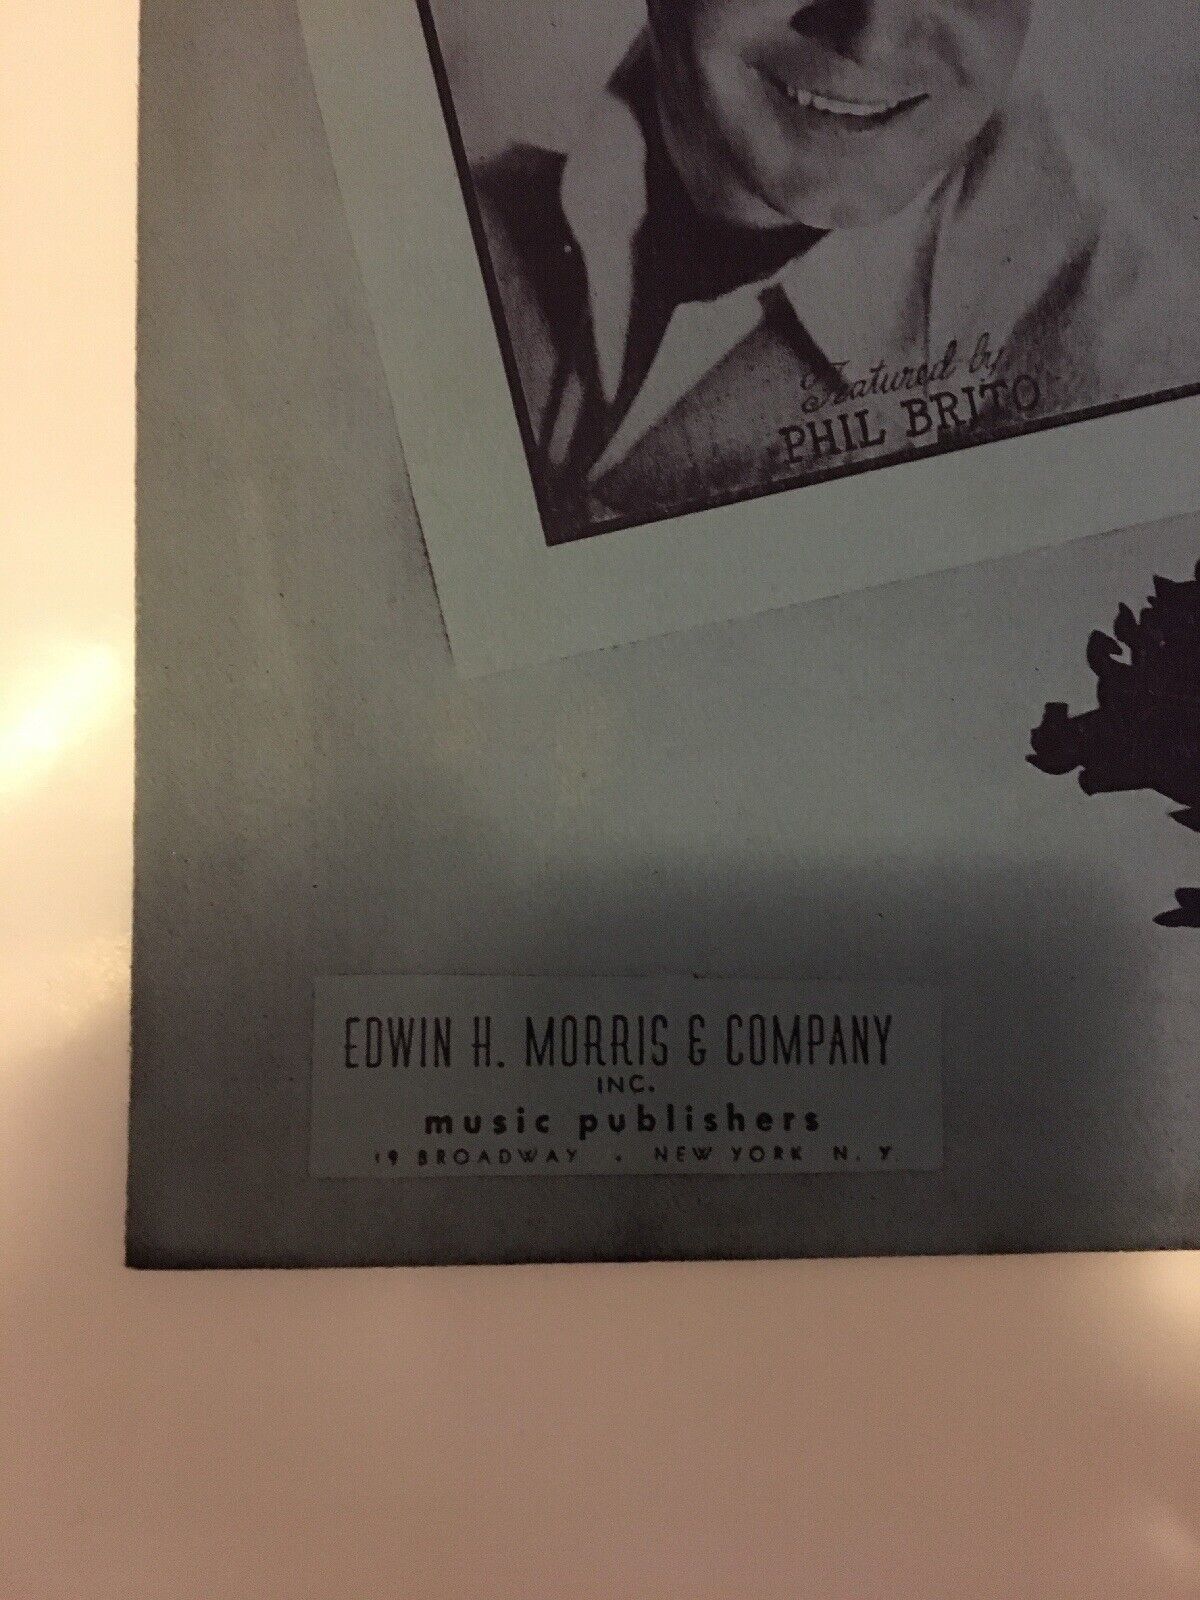 Featured by
PHIL BRITO
EDWIN H. MORRIS & COMPANY
INC.
music publishers
19 BROADWAY . NEW YORK N. Y.